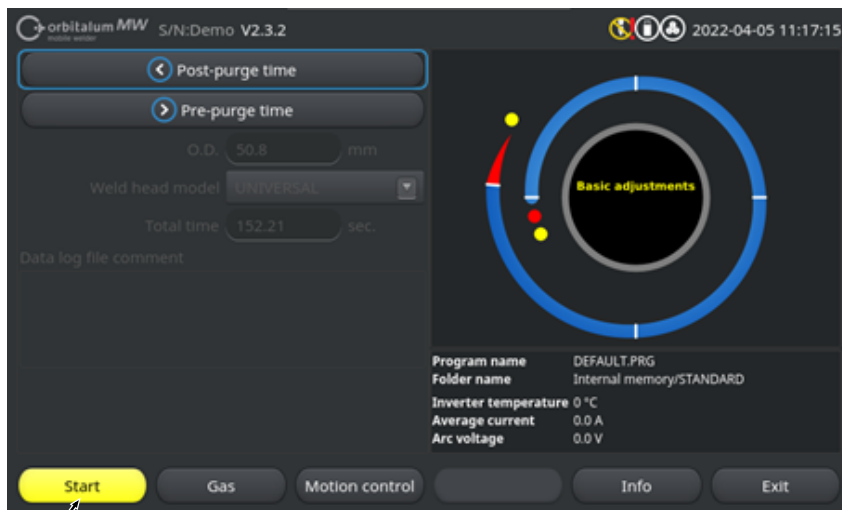 orbitalum MW S/N:Demo V2.3.2 2022-04-05 11:17:15
mobile welder
Post-purge time
Pre-purge time
O.D. 50.8 mm
Weld head model UNIVERSAL
Total time 152.21 sec.
Data log file comment
Basic adjustments
Program name DEFAULT.PRG
Folder name Internal memory/STANDARD
Inverter temperature 0 °C
Average current 0.0 A
Arc voltage 0.0 V
Start Gas Motion control Info Exit